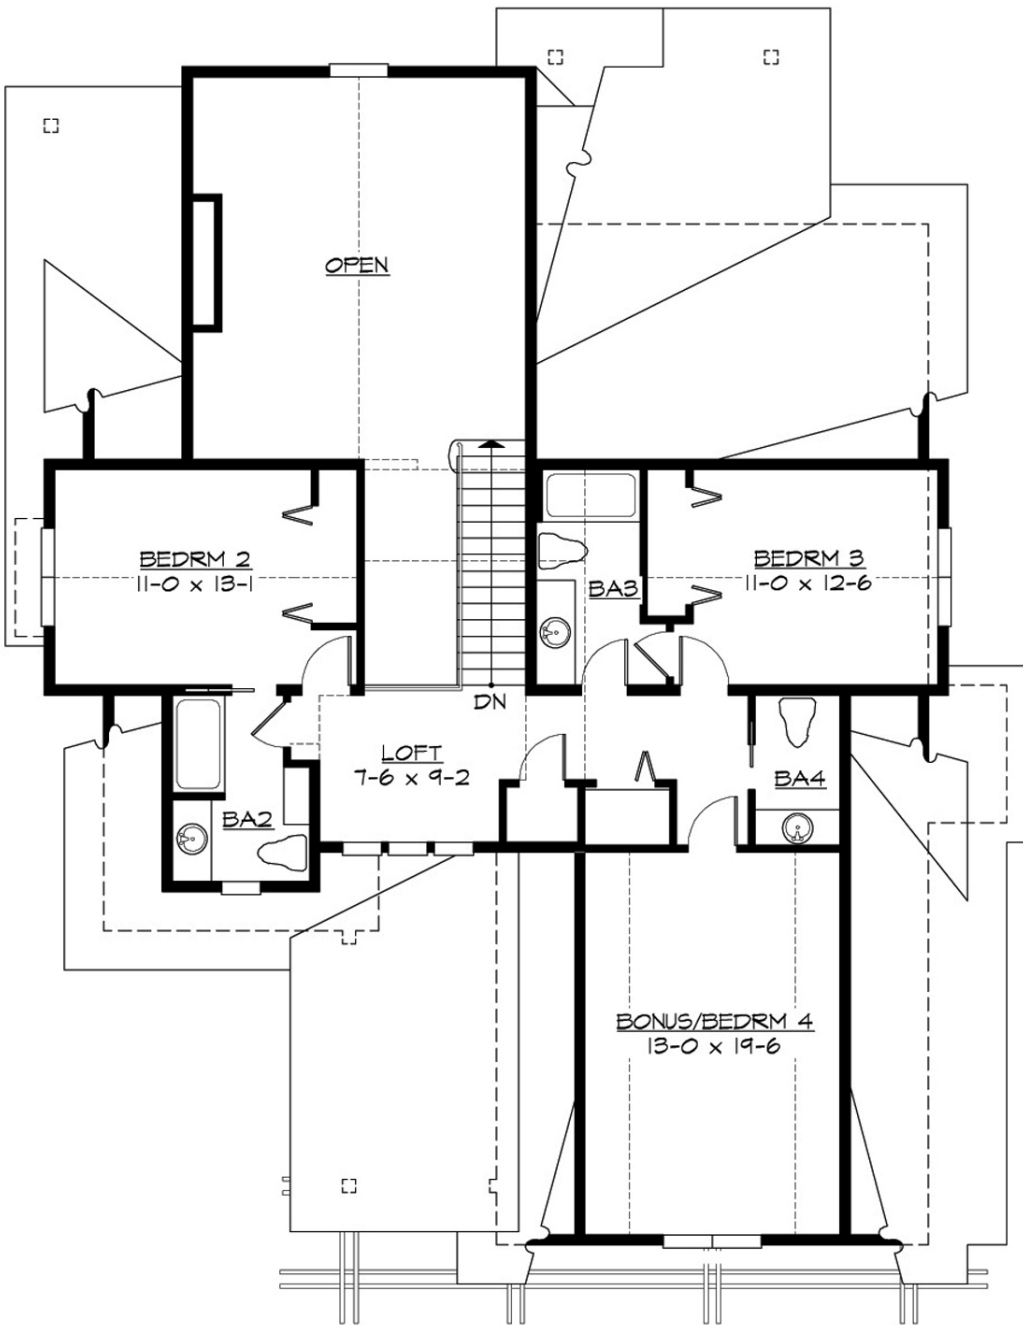 OPEN
BEDRM 2
11-0 x 13-1
BEDRM 3
11-0 x 12-6
BA3
DN
LOFT
7-6 x 9-2
BA4
BA2
BONUS/BEDRM 4
13-0 x 19-6